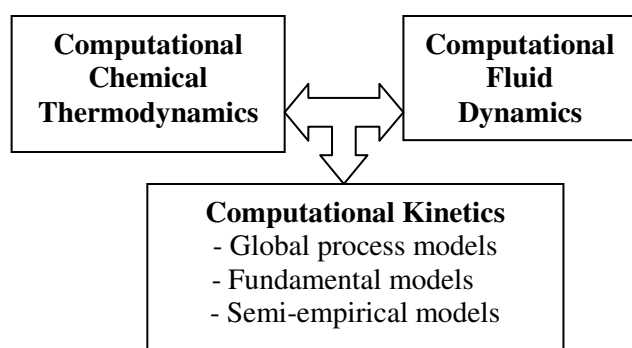 Computational
Chemical
Thermodynamics
Computational
Fluid
Dynamics
Computational Kinetics
- Global process models
- Fundamental models
- Semi-empirical models